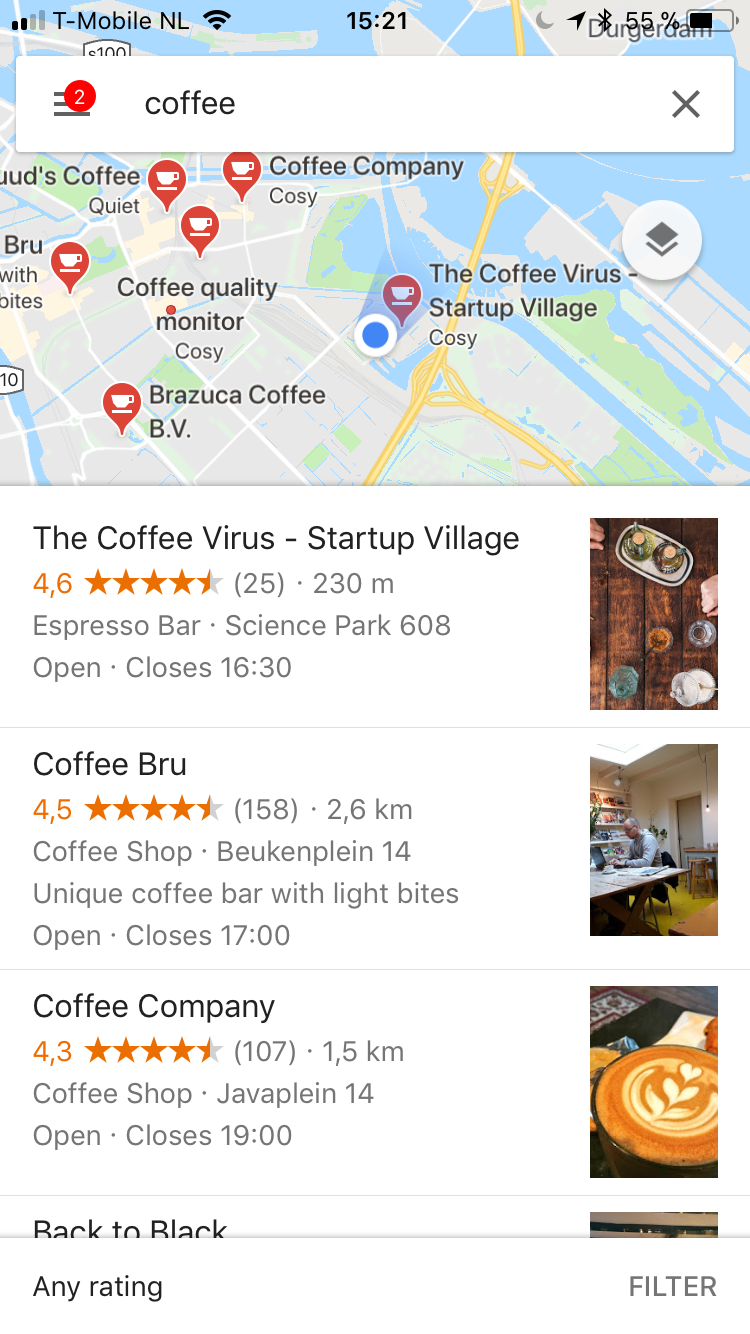 T-Mobile NL 15:21 55 %
Durgerdam
s100
2 coffee
uud's Coffee
Quiet
Coffee Company
Cosy
Bru
with
bites
Coffee quality
monitor
Cosy
The Coffee Virus -
Startup Village
Cosy
10
Brazuca Coffee
B.V.
The Coffee Virus - Startup Village
4,6 ★★★★★ (25) · 230 m
Espresso Bar · Science Park 608
Open · Closes 16:30
Coffee Bru
4,5 ★★★★★ (158) · 2,6 km
Coffee Shop · Beukenplein 14
Unique coffee bar with light bites
Open · Closes 17:00
Coffee Company
4,3 ★★★★★ (107) · 1,5 km
Coffee Shop · Javaplein 14
Open · Closes 19:00
Back to Black
Any rating FILTER